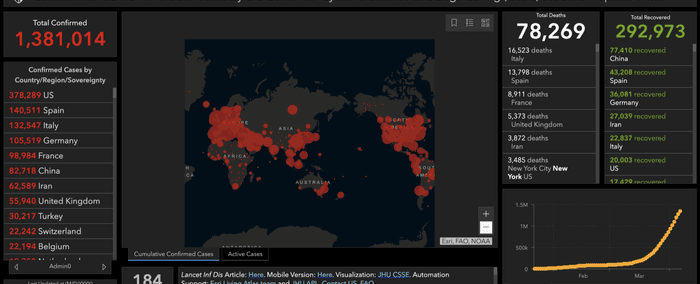 Total Confirmed
1,381,014
Confirmed Cases by
Country/Region/Sovereignty
378,289 US
140,511 Spain
132,547 Italy
105,519 Germany
98,984 France
82,718 China
62,589 Iran
55,940 United Kingdom
30,217 Turkey
22,242 Switzerland
22,194 Belgium
Admin0
ASIA
AFRICA
AUSTRALIA
Esri, FAO, NOAA
Cumulative Confirmed Cases
Active Cases
184
Lancet Inf Dis Article: Here. Mobile Version: Here. Visualization: JHU CSSE. Automation
Support: Esri Living Atlas team and JHU APL. Contact US. FAQ.
Total Deaths
78,269
16,523 deaths
Italy
13,798 deaths
Spain
8,911 deaths
France
5,373 deaths
United Kingdom
3,872 deaths
Iran
3,485 deaths
New York City New
York US
Total Recovered
292,973
77,410 recovered
China
43,208 recovered
Spain
36,081 recovered
Germany
27,039 recovered
Iran
22,837 recovered
Italy
20,003 recovered
US
17,429 recovered
1.5M
1M
500k
0
Feb
Mar